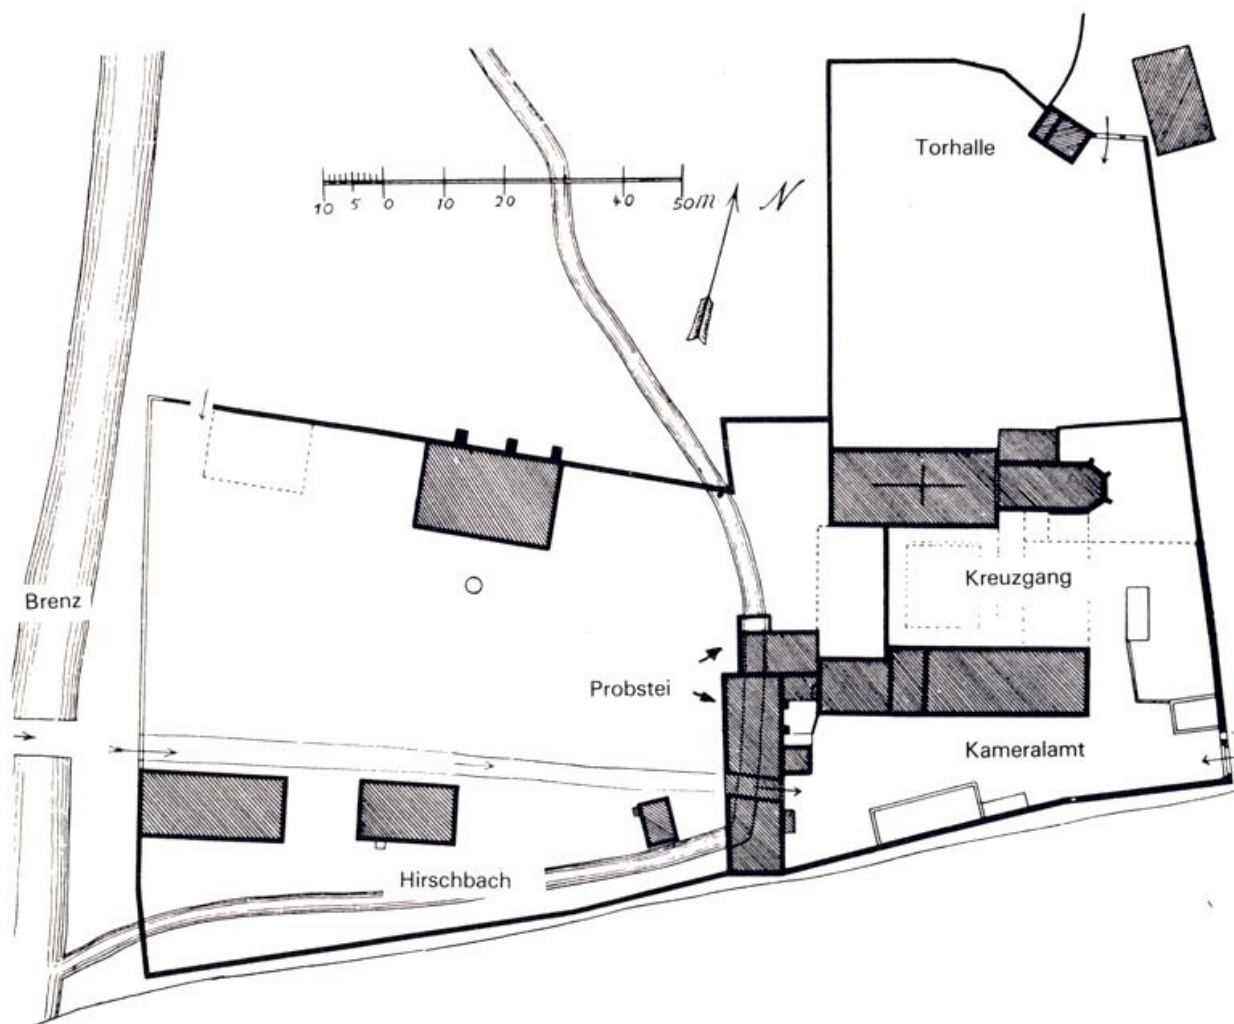 Torhalle
10 5 0 10 20 40 50m
N
Kreuzgang
Brenz
Probstei
Kameralamt
Hirschbach